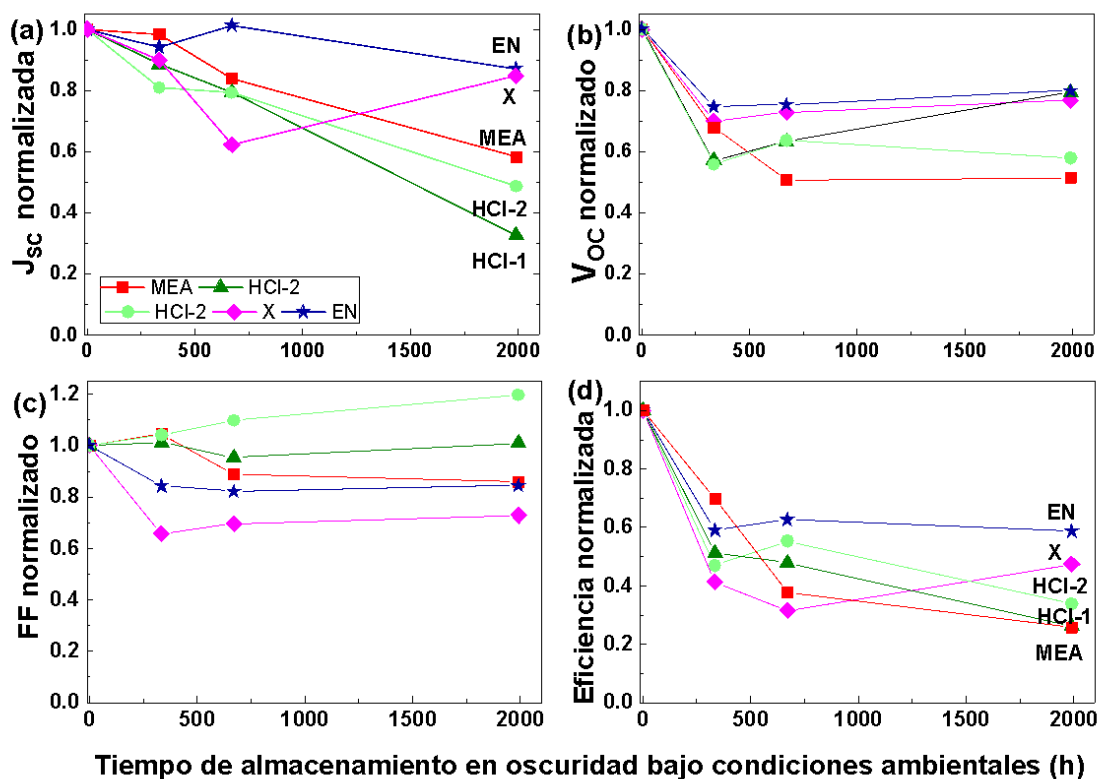 (a)
J_SC normalizada
1.0
0.8
0.6
0.4
0.2
0.0
0 500 1000 1500 2000
EN
X
MEA
HCl-2
HCl-1
MEA HCl-2
HCl-2 X EN
(b)
V_OC normalizado
1.0
0.8
0.6
0.4
0.2
0.0
0 500 1000 1500 2000
(c)
FF normalizado
1.2
1.0
0.8
0.6
0.4
0.2
0.0
0 500 1000 1500 2000
(d)
Eficiencia normalizada
1.0
0.8
0.6
0.4
0.2
0.0
0 500 1000 1500 2000
EN
X
HCl-2
HCl-1
MEA
Tiempo de almacenamiento en oscuridad bajo condiciones ambientales (h)